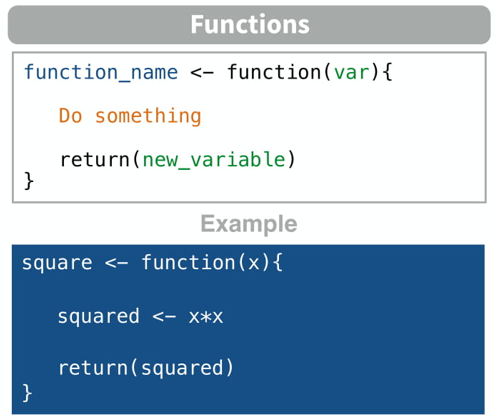 Functions
function_name <- function(var){
Do something
return(new_variable)
}
Example
square <- function(x){
squared <- x*x
return(squared)
}